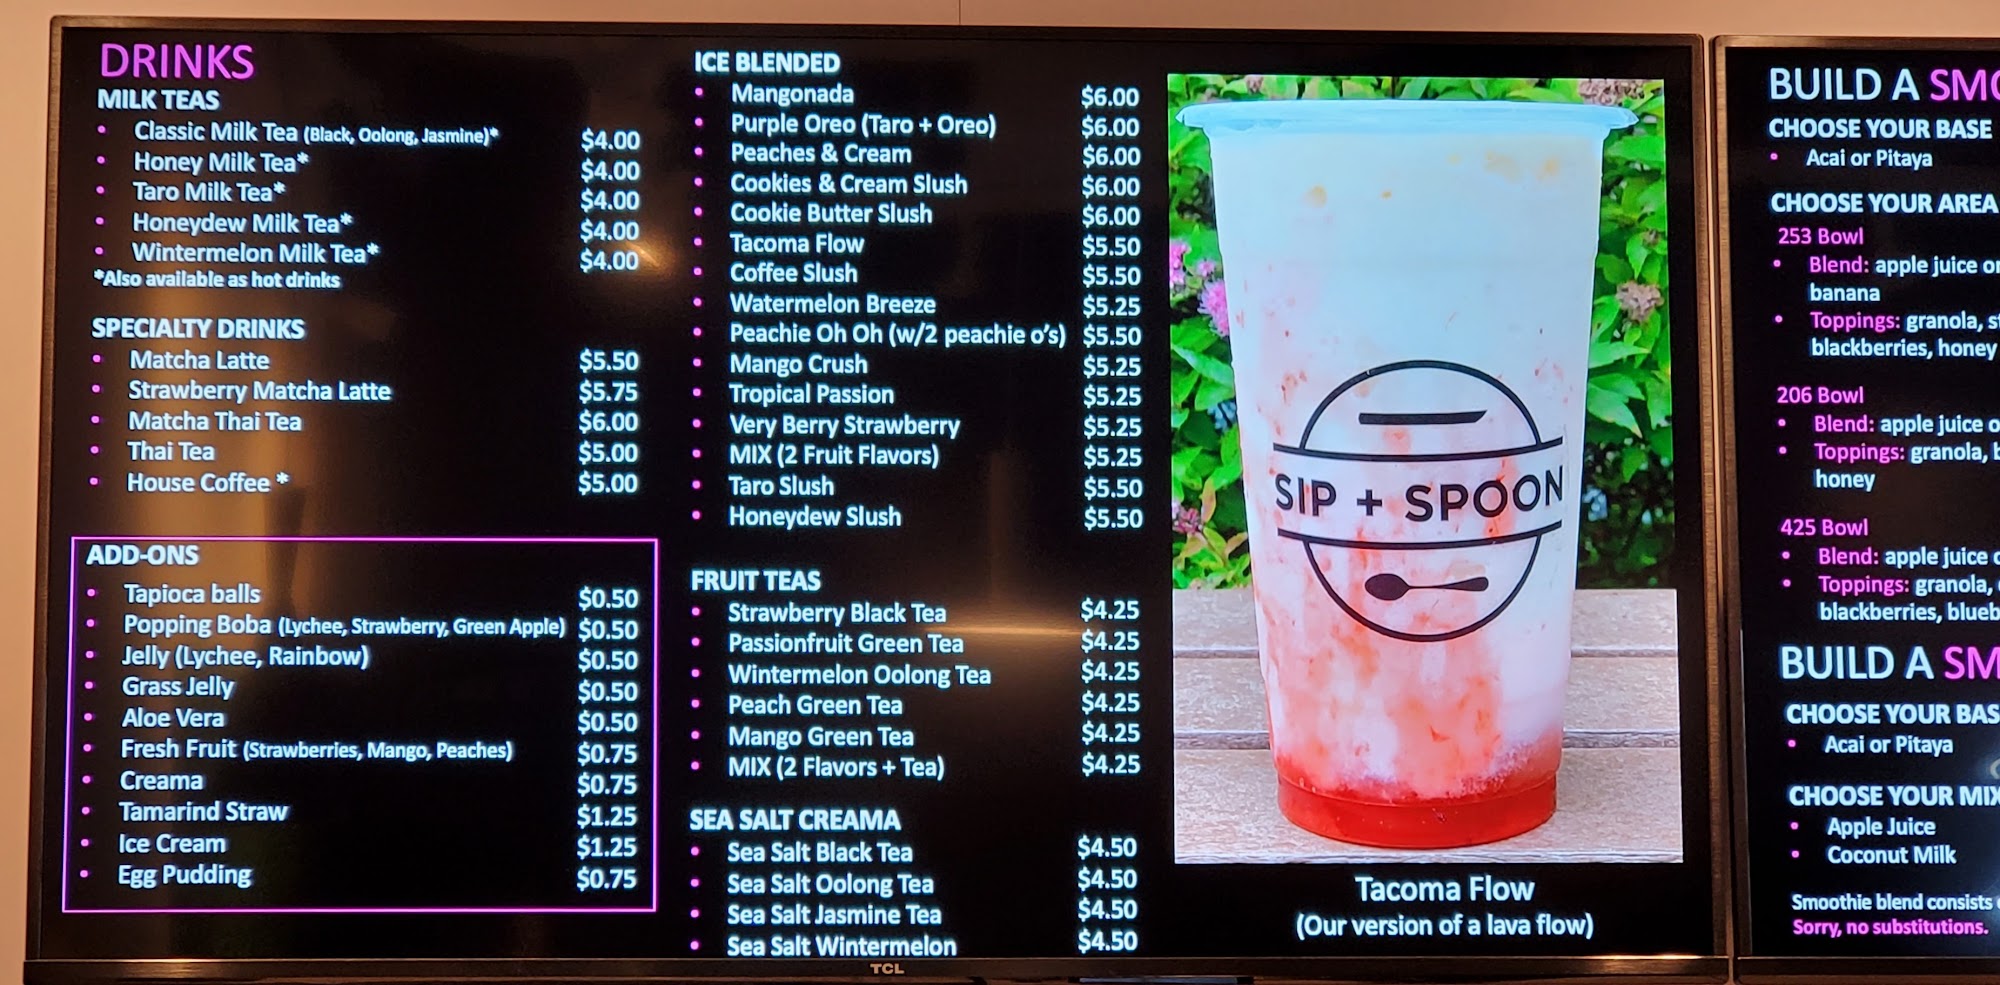 DRINKS
MILK TEAS
• Classic Milk Tea (Black, Oolong, Jasmine)* $4.00
• Honey Milk Tea* $4.00
• Taro Milk Tea* $4.00
• Honeydew Milk Tea* $4.00
• Wintermelon Milk Tea* $4.00
*Also available as hot drinks
SPECIALTY DRINKS
• Matcha Latte $5.50
• Strawberry Matcha Latte $5.75
• Matcha Thai Tea $6.00
• Thai Tea $5.00
• House Coffee * $5.00
ADD-ONS
• Tapioca balls $0.50
• Popping Boba (Lychee, Strawberry, Green Apple) $0.50
• Jelly (Lychee, Rainbow) $0.50
• Grass Jelly $0.50
• Aloe Vera $0.50
• Fresh Fruit (Strawberries, Mango, Peaches) $0.75
• Creama $0.75
• Tamarind Straw $1.25
• Ice Cream $1.25
• Egg Pudding $0.75
ICE BLENDED
• Mangonada $6.00
• Purple Oreo (Taro + Oreo) $6.00
• Peaches & Cream $6.00
• Cookies & Cream Slush $6.00
• Cookie Butter Slush $6.00
• Tacoma Flow $5.50
• Coffee Slush $5.50
• Watermelon Breeze $5.25
• Peachie Oh Oh (w/2 peachie o's) $5.50
• Mango Crush $5.25
• Tropical Passion $5.25
• Very Berry Strawberry $5.25
• MIX (2 Fruit Flavors) $5.25
• Taro Slush $5.50
• Honeydew Slush $5.50
FRUIT TEAS
• Strawberry Black Tea $4.25
• Passionfruit Green Tea $4.25
• Wintermelon Oolong Tea $4.25
• Peach Green Tea $4.25
• Mango Green Tea $4.25
• MIX (2 Flavors + Tea) $4.25
SEA SALT CREAMA
• Sea Salt Black Tea $4.50
• Sea Salt Oolong Tea $4.50
• Sea Salt Jasmine Tea $4.50
• Sea Salt Wintermelon $4.50
SIP + SPOON
Tacoma Flow
(Our version of a lava flow)
TCL
BUILD A SMO
CHOOSE YOUR BASE
• Acai or Pitaya
CHOOSE YOUR AREA
253 Bowl
• Blend: apple juice or
banana
• Toppings: granola, st
blackberries, honey
206 Bowl
• Blend: apple juice o
• Toppings: granola, b
honey
425 Bowl
• Blend: apple juice o
• Toppings: granola,
blackberries, blueb
BUILD A SM
CHOOSE YOUR BAS
• Acai or Pitaya
CHOOSE YOUR MIX
• Apple Juice
• Coconut Milk
Smoothie blend consists
Sorry, no substitutions.